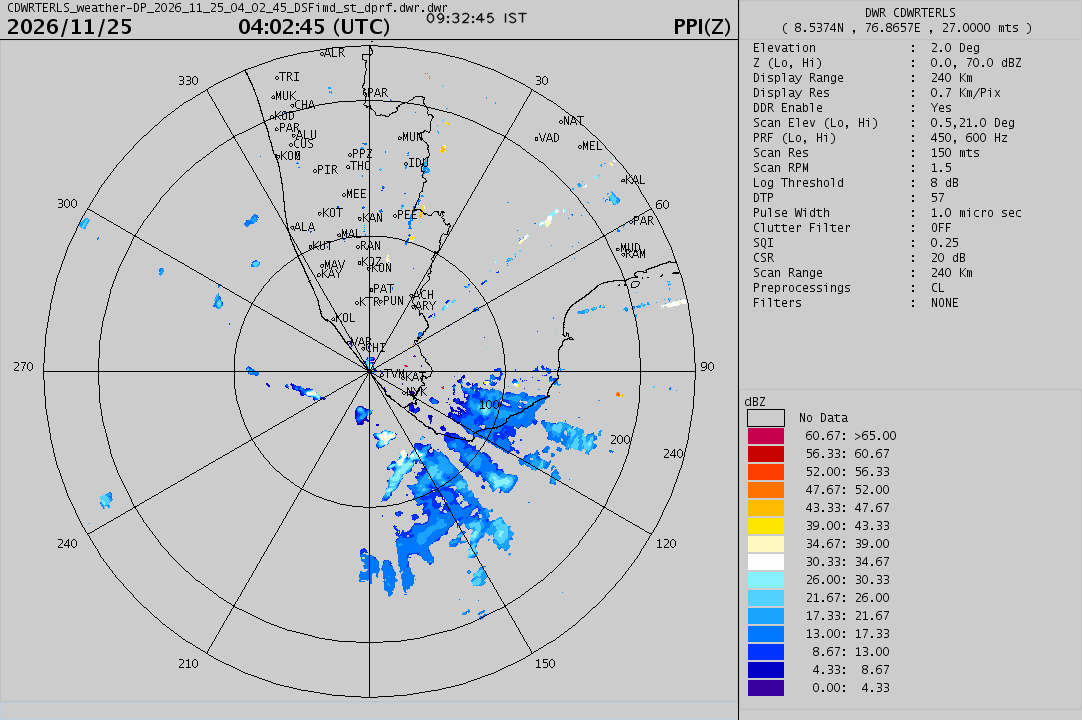 CDWRTERLS_weather-DP_2026_11_25_04_02_45_DSFimd_st_dprf.dwr.dwr
09:32:45 IST
2026/11/25 04:02:45 (UTC) PPI(Z)
DWR CDWRTERLS
( 8.5374N , 76.8657E , 27.0000 mts )
Elevation : 2.0 Deg
Z (Lo, Hi) : 0.0, 70.0 dBZ
Display Range : 240 Km
Display Res : 0.7 Km/Pix
DDR Enable : Yes
Scan Elev (Lo, Hi) : 0.5,21.0 Deg
PRF (Lo, Hi) : 450, 600 Hz
Scan Res : 150 mts
Scan RPM : 1.5
Log Threshold : 8 dB
DTP : 57
Pulse Width : 1.0 micro sec
Clutter Filter : OFF
SQI : 0.25
CSR : 20 dB
Scan Range : 240 Km
Preprocessings : CL
Filters : NONE
dBZ
No Data
60.67: >65.00
56.33: 60.67
52.00: 56.33
47.67: 52.00
43.33: 47.67
39.00: 43.33
34.67: 39.00
30.33: 34.67
26.00: 30.33
21.67: 26.00
17.33: 21.67
13.00: 17.33
8.67: 13.00
4.33: 8.67
0.00: 4.33
ALR
TRI
330
30
PAR
MUK
CHA
KOD
NAT
PAR
ALU
MUN
VAD
CUS
MEL
PPZ
THO
IDU
PIR
KAL
MEE
300
60
KOT
KAN
PEE
PAR
ALA
MAL
KUT
RAN
MUD
RAM
KOZ
MAV
KON
KAY
PAT
ACH
KTR
PUN
ARY
KOL
VAR
CHI
270
90
TVM
KAT
NYK
100
200
240
240
120
210
150